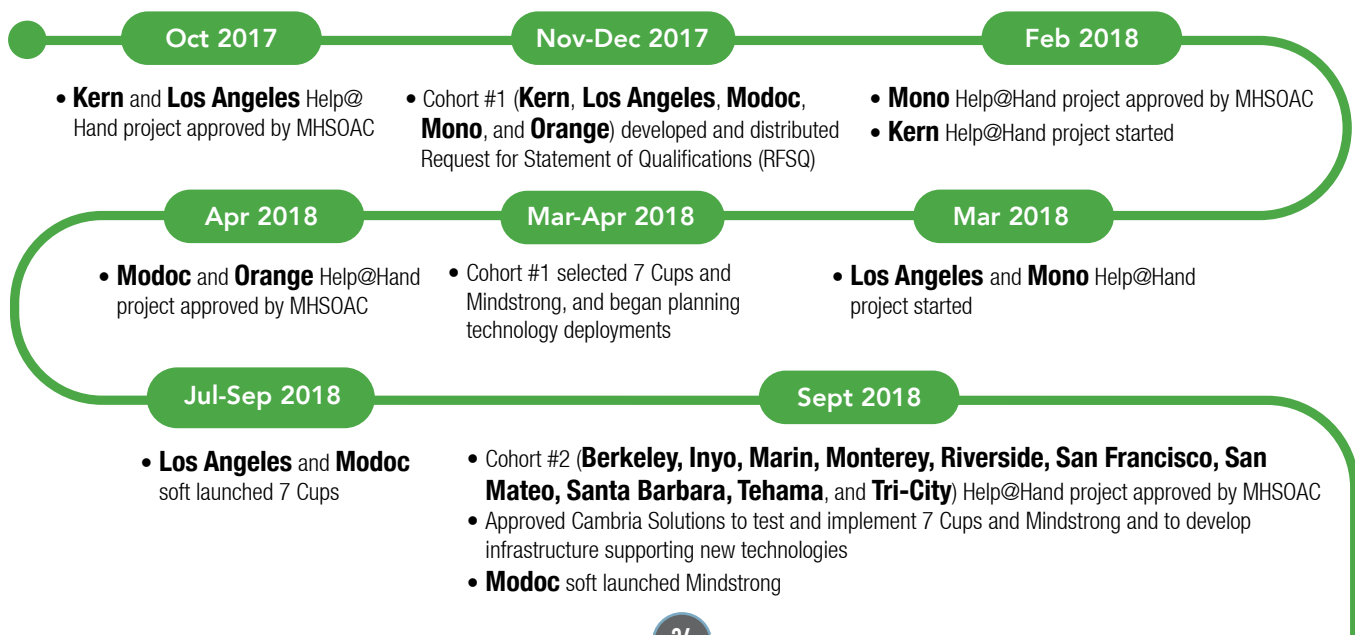 Oct 2017
• Kern and Los Angeles Help@
Hand project approved by MHSOAC
Nov-Dec 2017
• Cohort #1 (Kern, Los Angeles, Modoc,
Mono, and Orange) developed and distributed
Request for Statement of Qualifications (RFSQ)
Feb 2018
• Mono Help@Hand project approved by MHSOAC
• Kern Help@Hand project started
Mar 2018
• Los Angeles and Mono Help@Hand
project started
Mar-Apr 2018
• Cohort #1 selected 7 Cups and
Mindstrong, and began planning
technology deployments
Apr 2018
• Modoc and Orange Help@Hand
project approved by MHSOAC
Jul-Sep 2018
• Los Angeles and Modoc
soft launched 7 Cups
Sept 2018
• Cohort #2 (Berkeley, Inyo, Marin, Monterey, Riverside, San Francisco, San
Mateo, Santa Barbara, Tehama, and Tri-City) Help@Hand project approved by MHSOAC
• Approved Cambria Solutions to test and implement 7 Cups and Mindstrong and to develop
infrastructure supporting new technologies
• Modoc soft launched Mindstrong